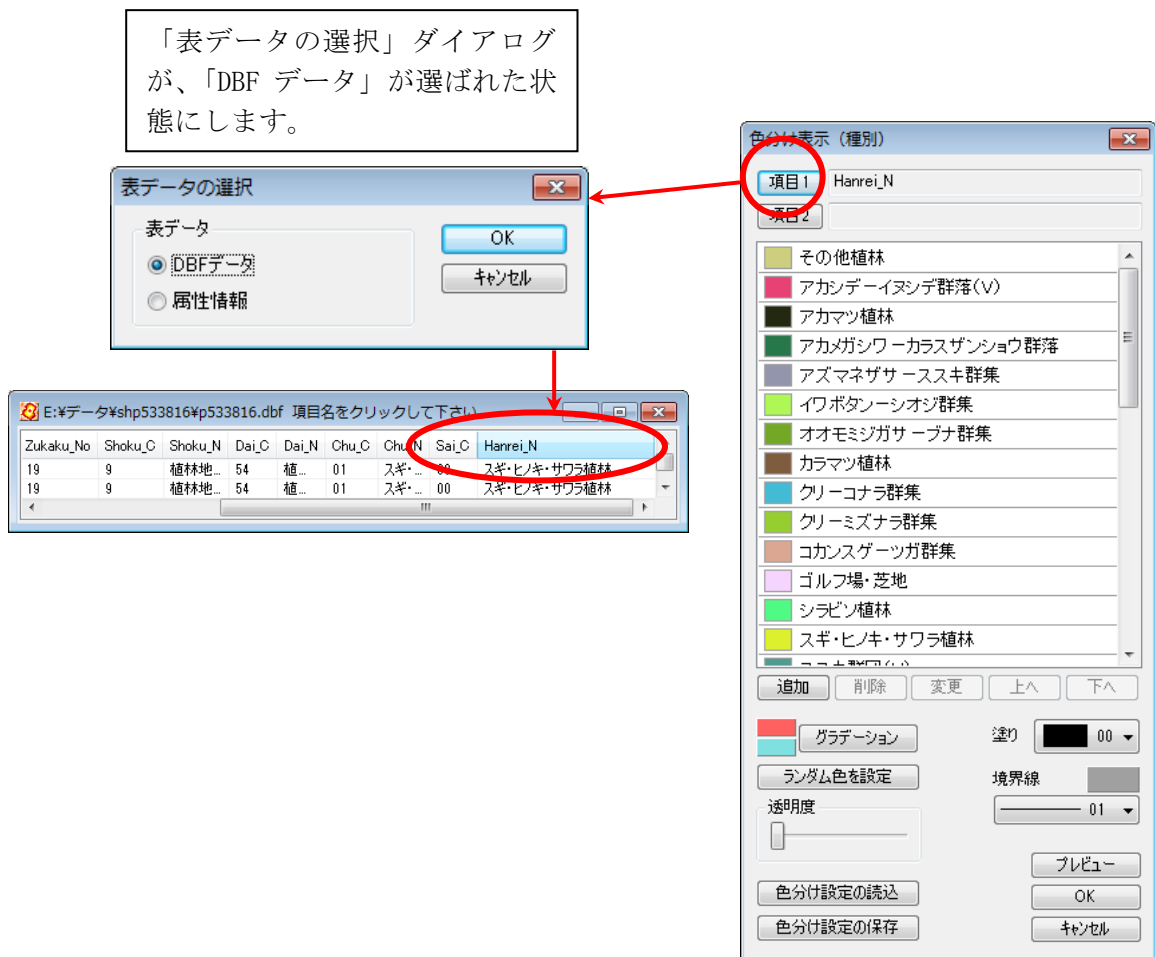 「表データの選択」ダイアログ
が、「DBF データ」が選ばれた状
態にします。
表データの選択
表データ
DBFデータ
属性情報
OK
キャンセル
E:¥データ¥shp533816¥p533816.dbf 項目名をクリックして下さい
Zukaku_No Shoku_C Shoku_N Dai_C Dai_N Chu_C Chu_N Sai_C Hanrei_N
19 9 植林地... 54 植... 01 スギ・... 00 スギ・ヒノキ・サワラ植林
19 9 植林地... 54 植... 01 スギ・... 00 スギ・ヒノキ・サワラ植林
色分け表示（種別）
項目1 Hanrei_N
項目2
その他植林
アカシデーイヌシデ群落(V)
アカマツ植林
アカメガシワーカラスザンショウ群落
アズマネザサーススキ群集
イワボタンーシオジ群集
オオモミジガサーブナ群集
カラマツ植林
クリーコナラ群集
クリーミズナラ群集
コカンスゲーツガ群集
ゴルフ場・芝地
シラビソ植林
スギ・ヒノキ・サワラ植林
追加 削除 変更 上へ 下へ
グラデーション 塗り 00
ランダム色を設定 境界線
透明度 01
プレビュー
色分け設定の読込 OK
色分け設定の保存 キャンセル